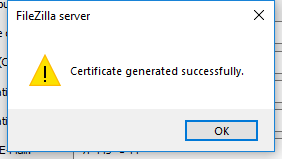 FileZilla server
Certificate generated successfully.
OK